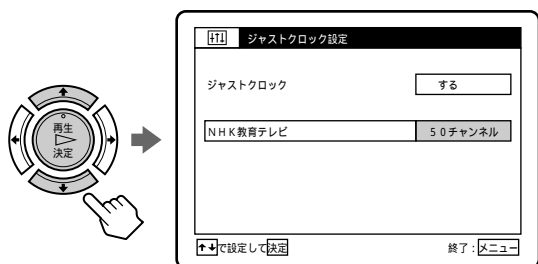 ジャストクロック設定
ジャストクロック する
NHK教育テレビ 50チャンネル
再生
決定
で設定して決定 終了:メニュー